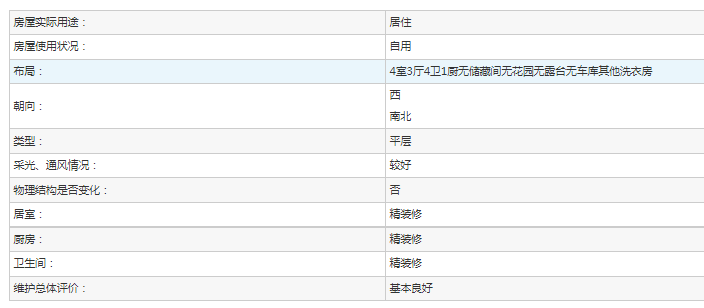 房屋实际用途： 居住
房屋使用状况： 自用
布局： 4室3厅4卫1厨无储藏间无花园无露台无车库其他洗衣房
朝向： 西
南北
类型： 平层
采光、通风情况： 较好
物理结构是否变化： 否
居室： 精装修
厨房： 精装修
卫生间： 精装修
维护总体评价： 基本良好